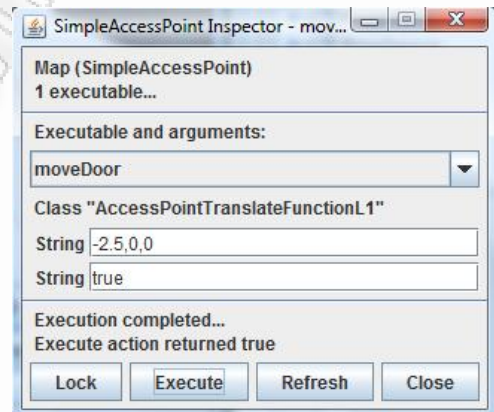 SimpleAccessPoint Inspector - mov...
Map (SimpleAccessPoint)
1 executable...
Executable and arguments:
moveDoor
Class "AccessPointTranslateFunctionL1"
String -2.5,0,0
String true
Execution completed...
Execute action returned true
Lock Execute Refresh Close